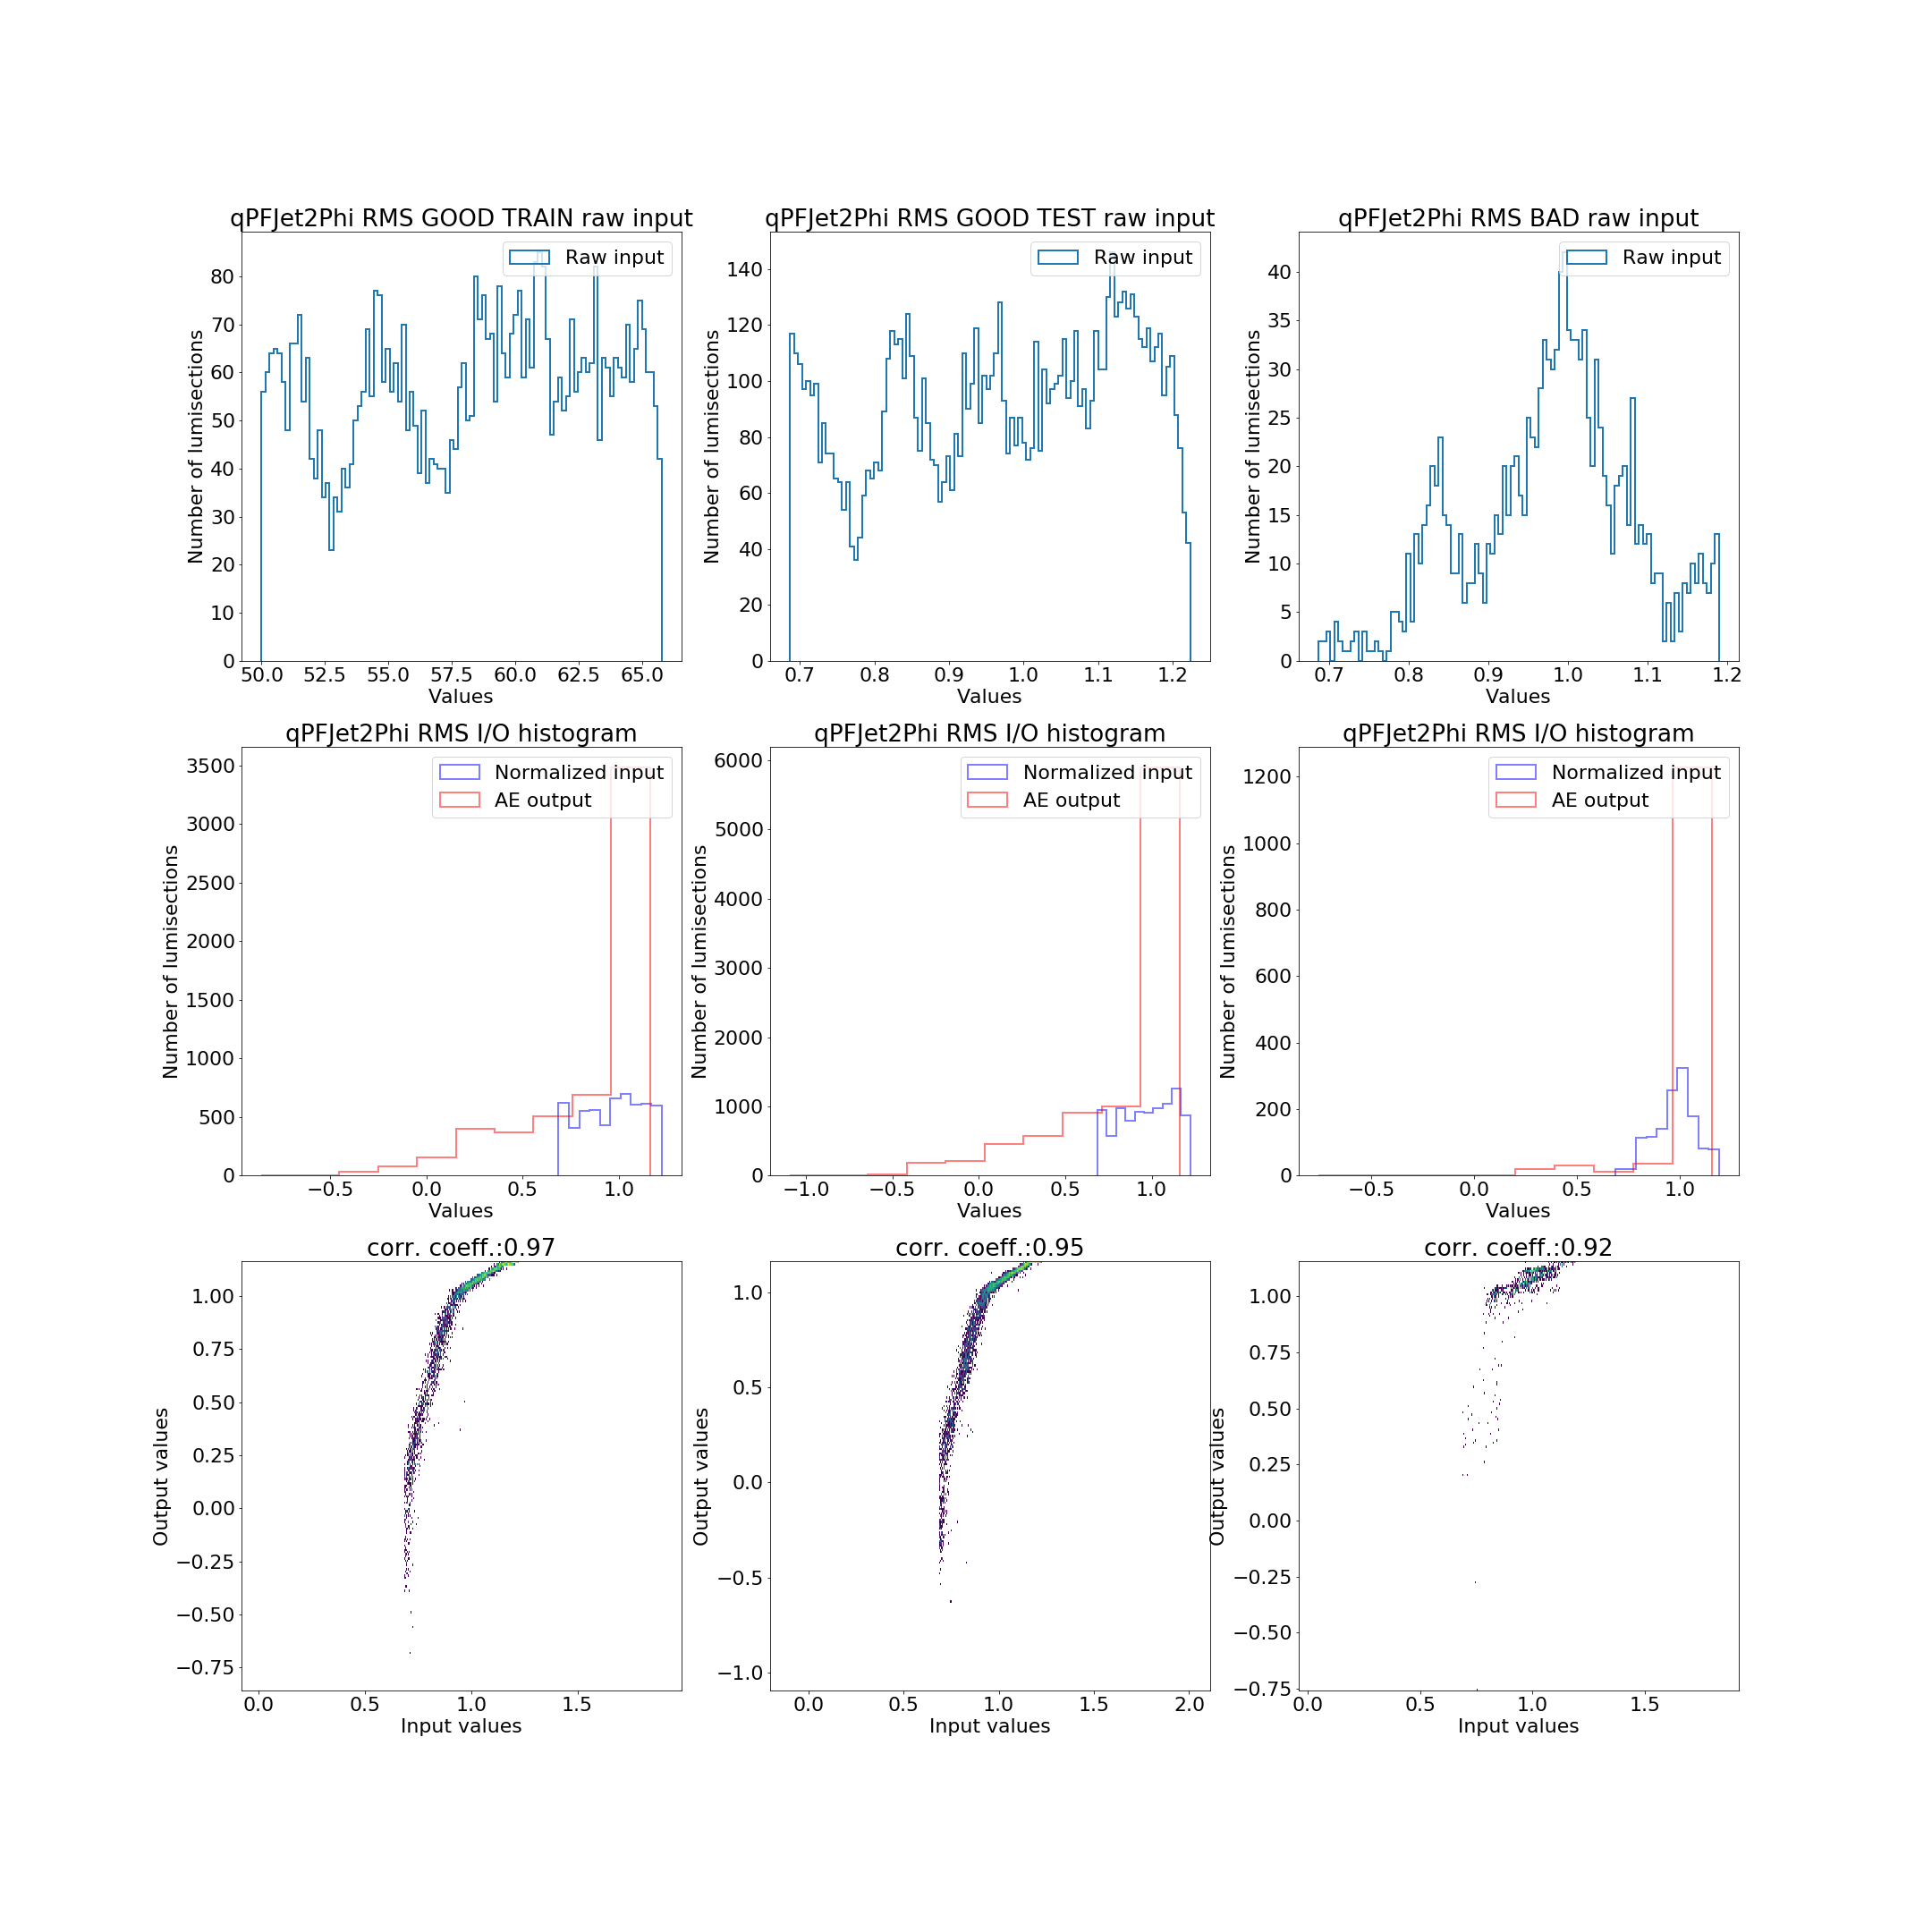 qPFJet2Phi RMS GOOD TRAIN raw input
Raw input
Number of lumisections
80
70
60
50
40
30
20
10
0
50.0 52.5 55.0 57.5 60.0 62.5 65.0
Values
qPFJet2Phi RMS GOOD TEST raw input
Raw input
Number of lumisections
140
120
100
80
60
40
20
0
0.7 0.8 0.9 1.0 1.1 1.2
Values
qPFJet2Phi RMS BAD raw input
Raw input
Number of lumisections
40
35
30
25
20
15
10
5
0
0.7 0.8 0.9 1.0 1.1 1.2
Values
qPFJet2Phi RMS I/O histogram
Normalized input
AE output
Number of lumisections
3500
3000
2500
2000
1500
1000
500
0
−0.5 0.0 0.5 1.0
Values
qPFJet2Phi RMS I/O histogram
Normalized input
AE output
Number of lumisections
6000
5000
4000
3000
2000
1000
0
−1.0 −0.5 0.0 0.5 1.0
Values
qPFJet2Phi RMS I/O histogram
Normalized input
AE output
Number of lumisections
1200
1000
800
600
400
200
0
−0.5 0.0 0.5 1.0
Values
corr. coeff.:0.97
Output values
1.00
0.75
0.50
0.25
0.00
−0.25
−0.50
−0.75
0.0 0.5 1.0 1.5
Input values
corr. coeff.:0.95
Output values
1.0
0.5
0.0
−0.5
−1.0
0.0 0.5 1.0 1.5 2.0
Input values
corr. coeff.:0.92
Output values
1.00
0.75
0.50
0.25
0.00
−0.25
−0.50
−0.75
0.0 0.5 1.0 1.5
Input values